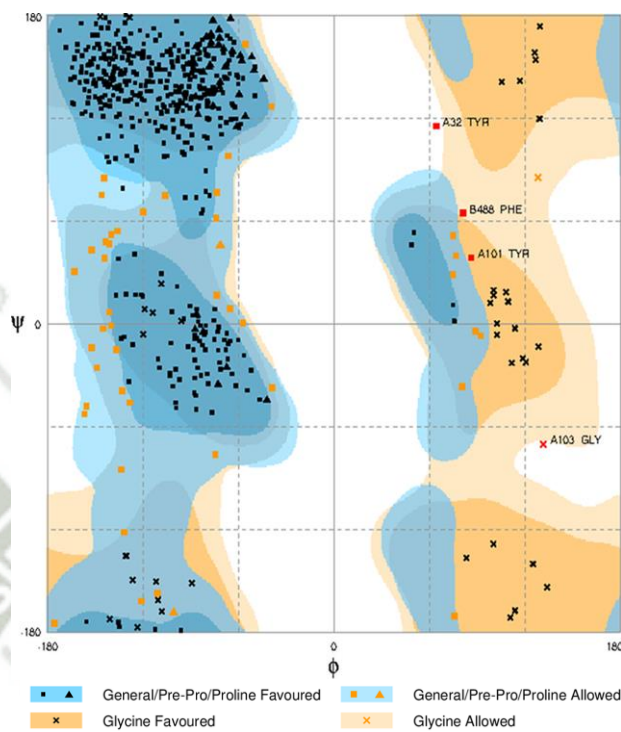 180
A32 TYR
B488 PHE
A101 TYR
Ψ
0
A103 GLY
-180
-180
0
180
ϕ
General/Pre-Pro/Proline Favoured
General/Pre-Pro/Proline Allowed
Glycine Favoured
Glycine Allowed